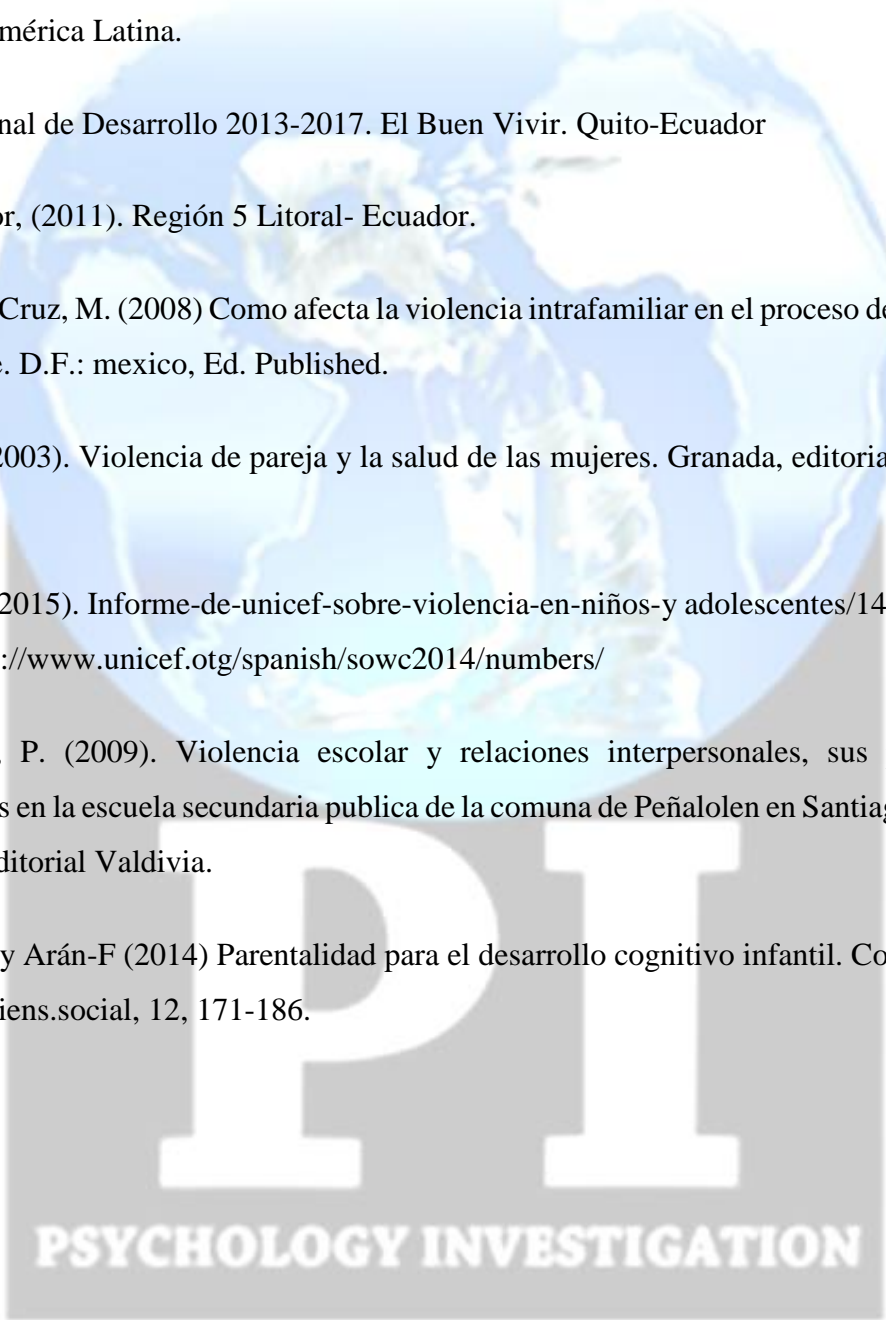 mérica Latina.
nal de Desarrollo 2013-2017. El Buen Vivir. Quito-Ecuador
or, (2011). Región 5 Litoral- Ecuador.
Cruz, M. (2008) Como afecta la violencia intrafamiliar en el proceso de
e. D.F.: mexico, Ed. Published.
2003). Violencia de pareja y la salud de las mujeres. Granada, editoria
2015). Informe-de-unicef-sobre-violencia-en-niños-y adolescentes/14
://www.unicef.otg/spanish/sowc2014/numbers/
, P. (2009). Violencia escolar y relaciones interpersonales, sus
s en la escuela secundaria publica de la comuna de Peñalolen en Santiag
ditorial Valdivia.
y Arán-F (2014) Parentalidad para el desarrollo cognitivo infantil. Co
iens.social, 12, 171-186.
PI
PSYCHOLOGY INVESTIGATION